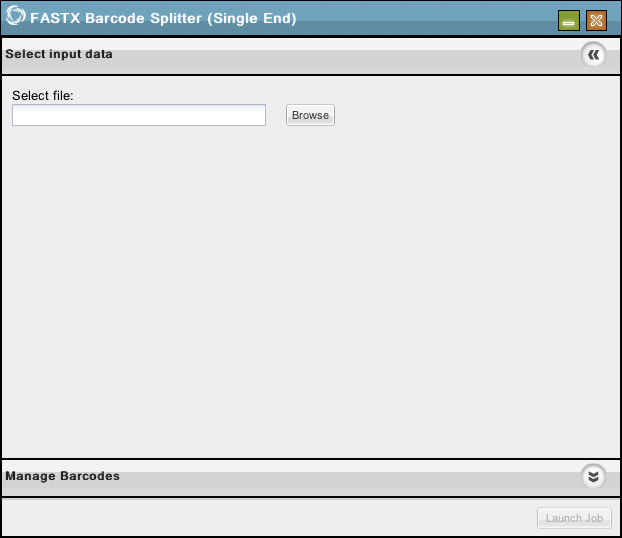 FASTX Barcode Splitter (Single End)
Select input data
Select file:
Browse
Manage Barcodes
Launch Job